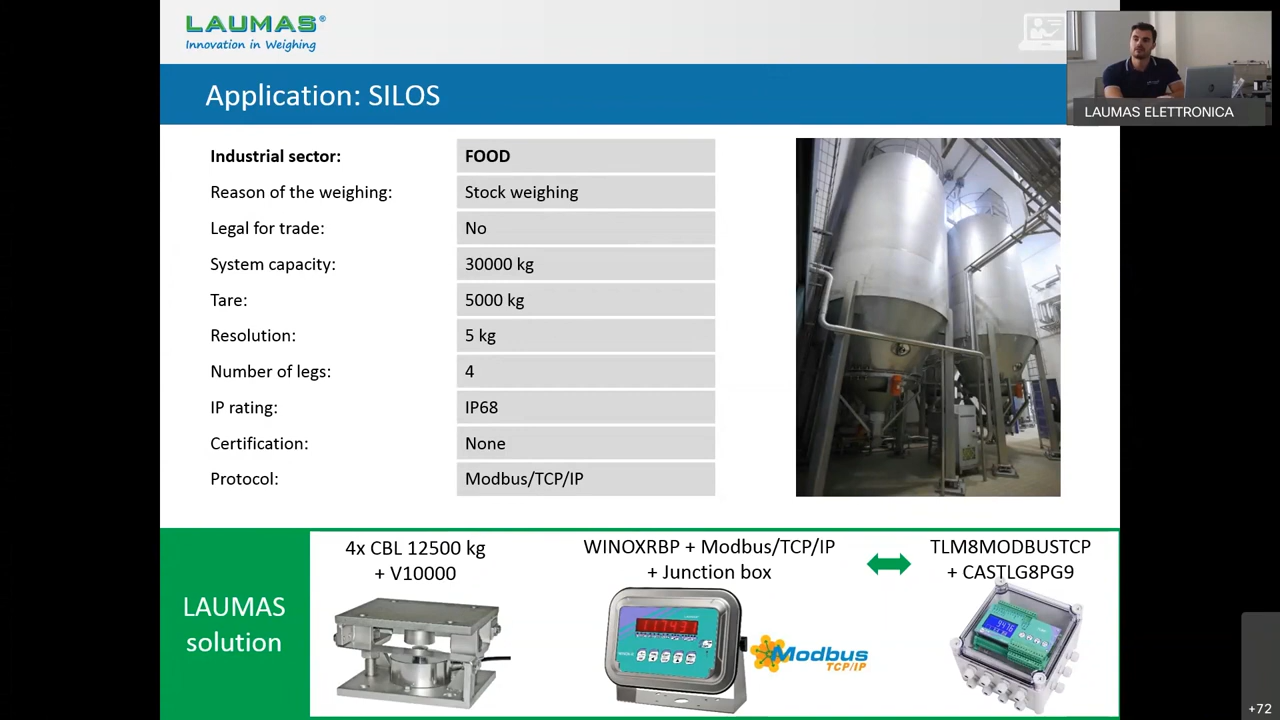 LAUMAS®
Innovation in Weighing
LAUMAS ELETTRONICA
Application: SILOS
Industrial sector: FOOD
Reason of the weighing: Stock weighing
Legal for trade: No
System capacity: 30000 kg
Tare: 5000 kg
Resolution: 5 kg
Number of legs: 4
IP rating: IP68
Certification: None
Protocol: Modbus/TCP/IP
LAUMAS
solution
4x CBL 12500 kg
+ V10000
WINOXRBP + Modbus/TCP/IP
+ Junction box
Modbus
TCP/IP
TLM8MODBUSTCP
+ CASTLG8PG9
+72